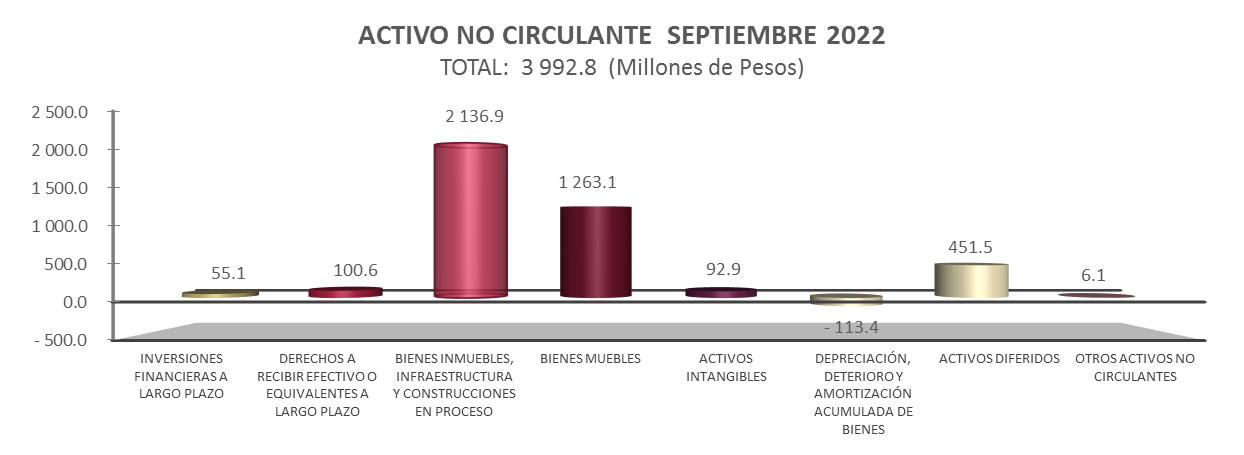 ACTIVO NO CIRCULANTE SEPTIEMBRE 2022
TOTAL: 3 992.8 (Millones de Pesos)
2 500.0
2 000.0
1 500.0
1 000.0
500.0
0.0
- 500.0
55.1
100.6
2 136.9
1 263.1
92.9
- 113.4
451.5
6.1
INVERSIONES
FINANCIERAS A
LARGO PLAZO
DERECHOS A
RECIBIR EFECTIVO O
EQUIVALENTES A
LARGO PLAZO
BIENES INMUEBLES,
INFRAESTRUCTURA
Y CONSTRUCCIONES
EN PROCESO
BIENES MUEBLES
ACTIVOS
INTANGIBLES
DEPRECIACIÓN,
DETERIORO Y
AMORTIZACIÓN
ACUMULADA DE
BIENES
ACTIVOS DIFERIDOS
OTROS ACTIVOS NO
CIRCULANTES